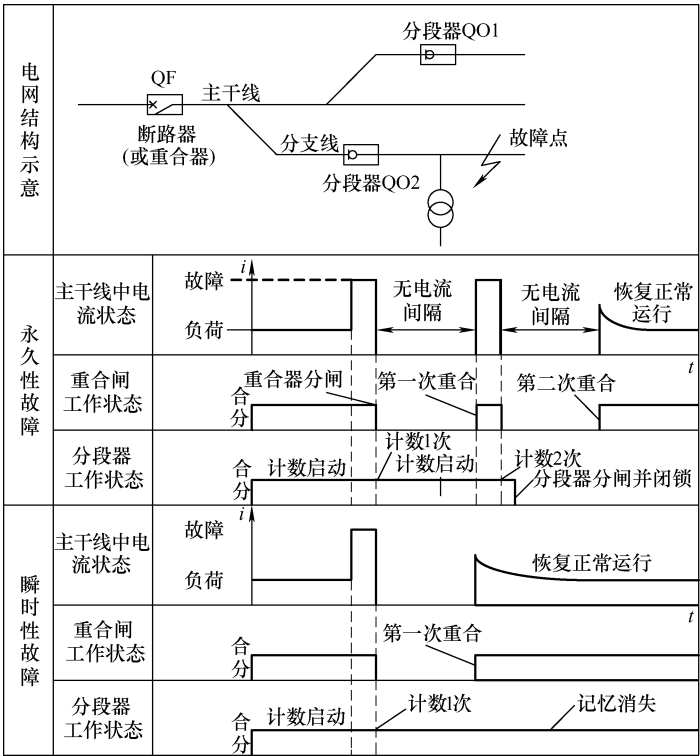 电网结构示意
分段器QO1
QF
主干线
断路器
(或重合器)
分支线
故障点
分段器QO2
永久性故障
主干线中电
流状态
i
故障
负荷
无电流
间隔
无电流
间隔
恢复正常
运行
t
重合闸
工作状态
合
分
重合器分闸
第一次重合
第二次重合
分段器
工作状态
合
分
计数启动
计数1次
计数启动
计数2次
分段器分闸并闭锁
瞬时性故障
主干线中电
流状态
i
故障
负荷
恢复正常运行
t
重合闸
工作状态
合
分
第一次重合
分段器
工作状态
合
分
计数启动
计数1次
记忆消失